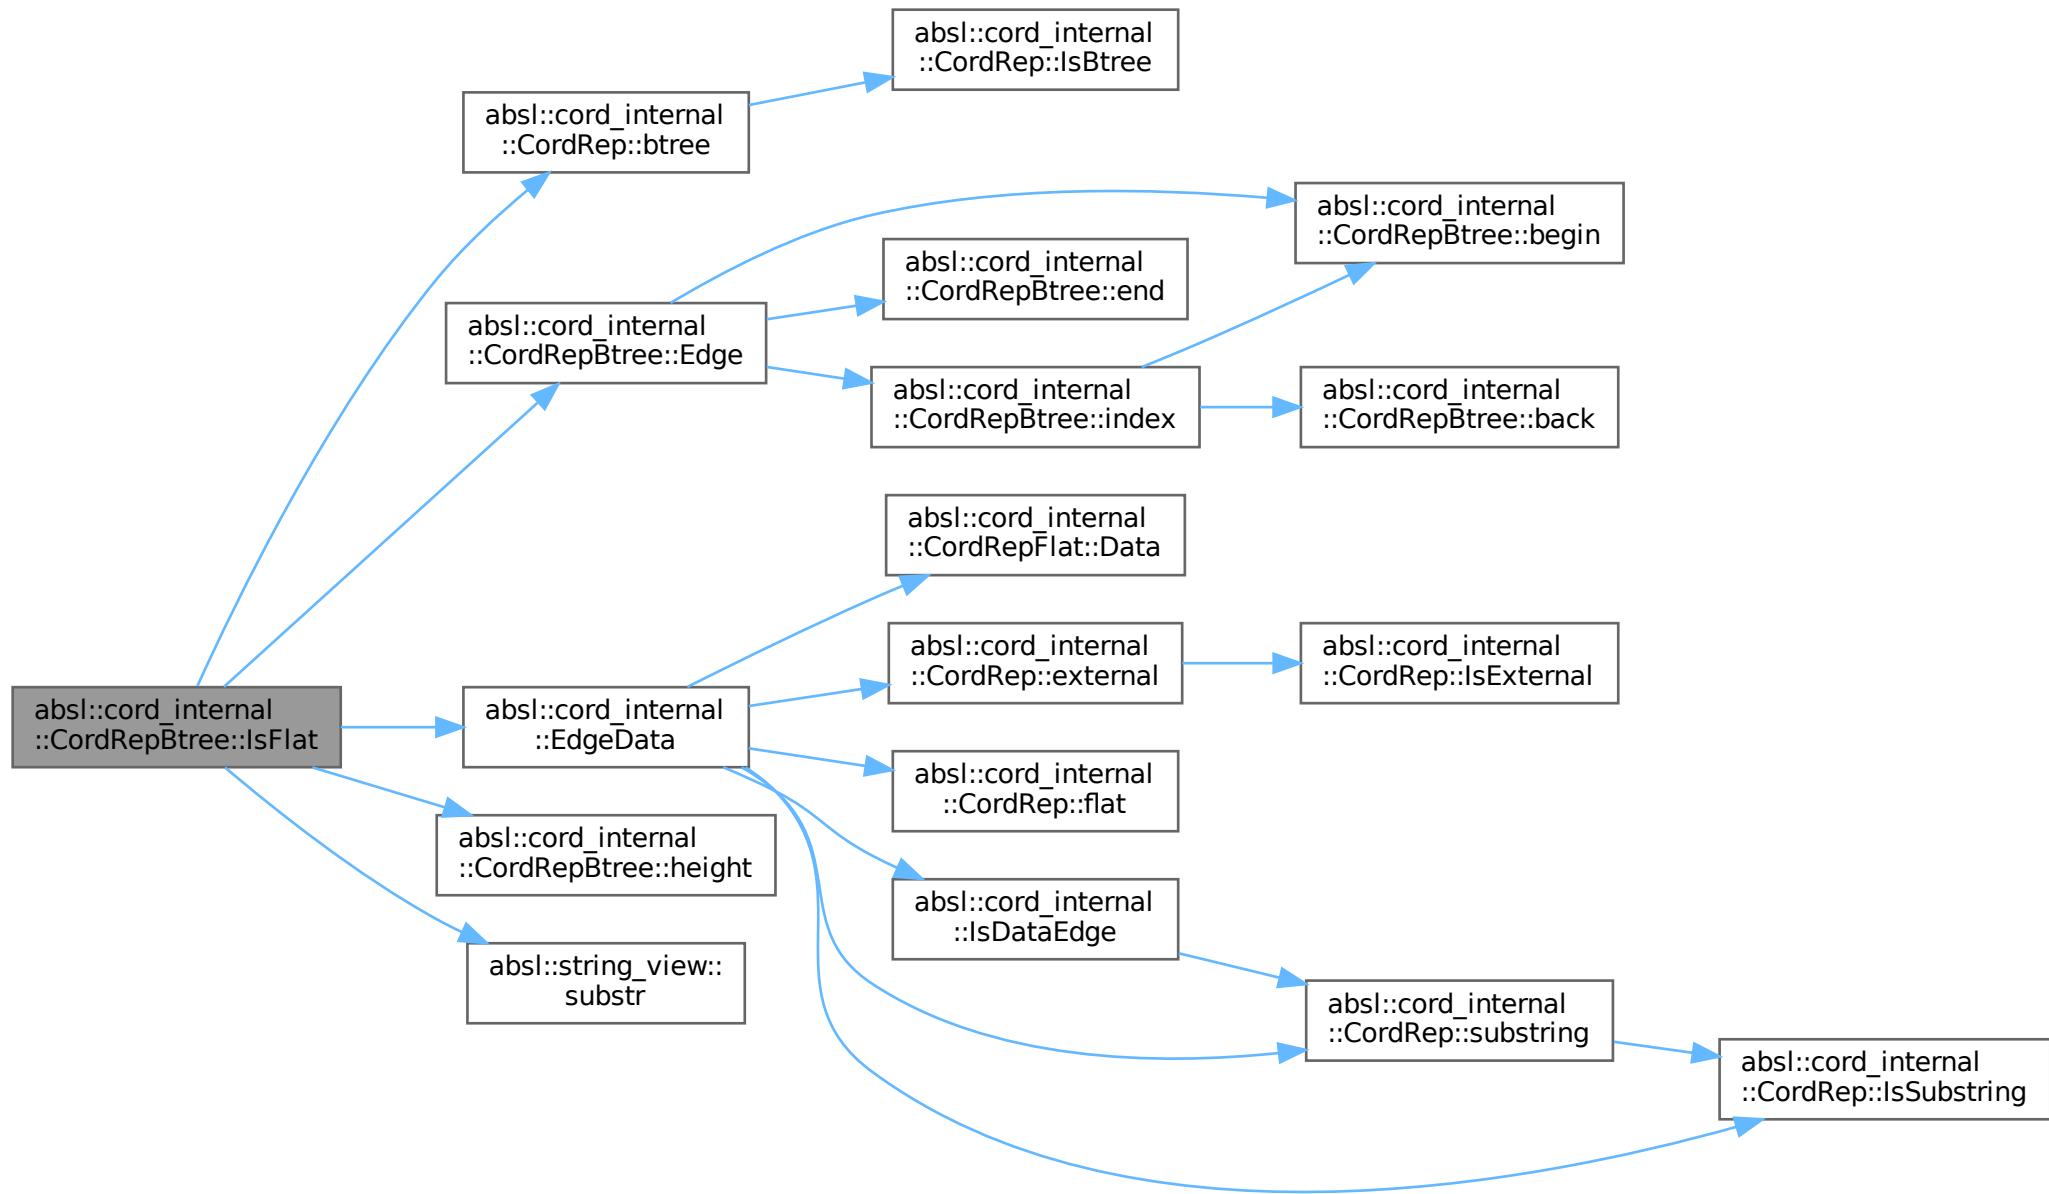 absl::cord_internal
::CordRep::IsBtree
absl::cord_internal
::CordRep::btree
absl::cord_internal
::CordRepBtree::begin
absl::cord_internal
::CordRepBtree::end
absl::cord_internal
::CordRepBtree::Edge
absl::cord_internal
::CordRepBtree::index
absl::cord_internal
::CordRepBtree::back
absl::cord_internal
::CordRepFlat::Data
absl::cord_internal
::CordRep::external
absl::cord_internal
::CordRep::IsExternal
absl::cord_internal
::CordRepBtree::IsFlat
absl::cord_internal
::EdgeData
absl::cord_internal
::CordRep::flat
absl::cord_internal
::CordRepBtree::height
absl::cord_internal
::IsDataEdge
absl::string_view::
substr
absl::cord_internal
::CordRep::substring
absl::cord_internal
::CordRep::IsSubstring